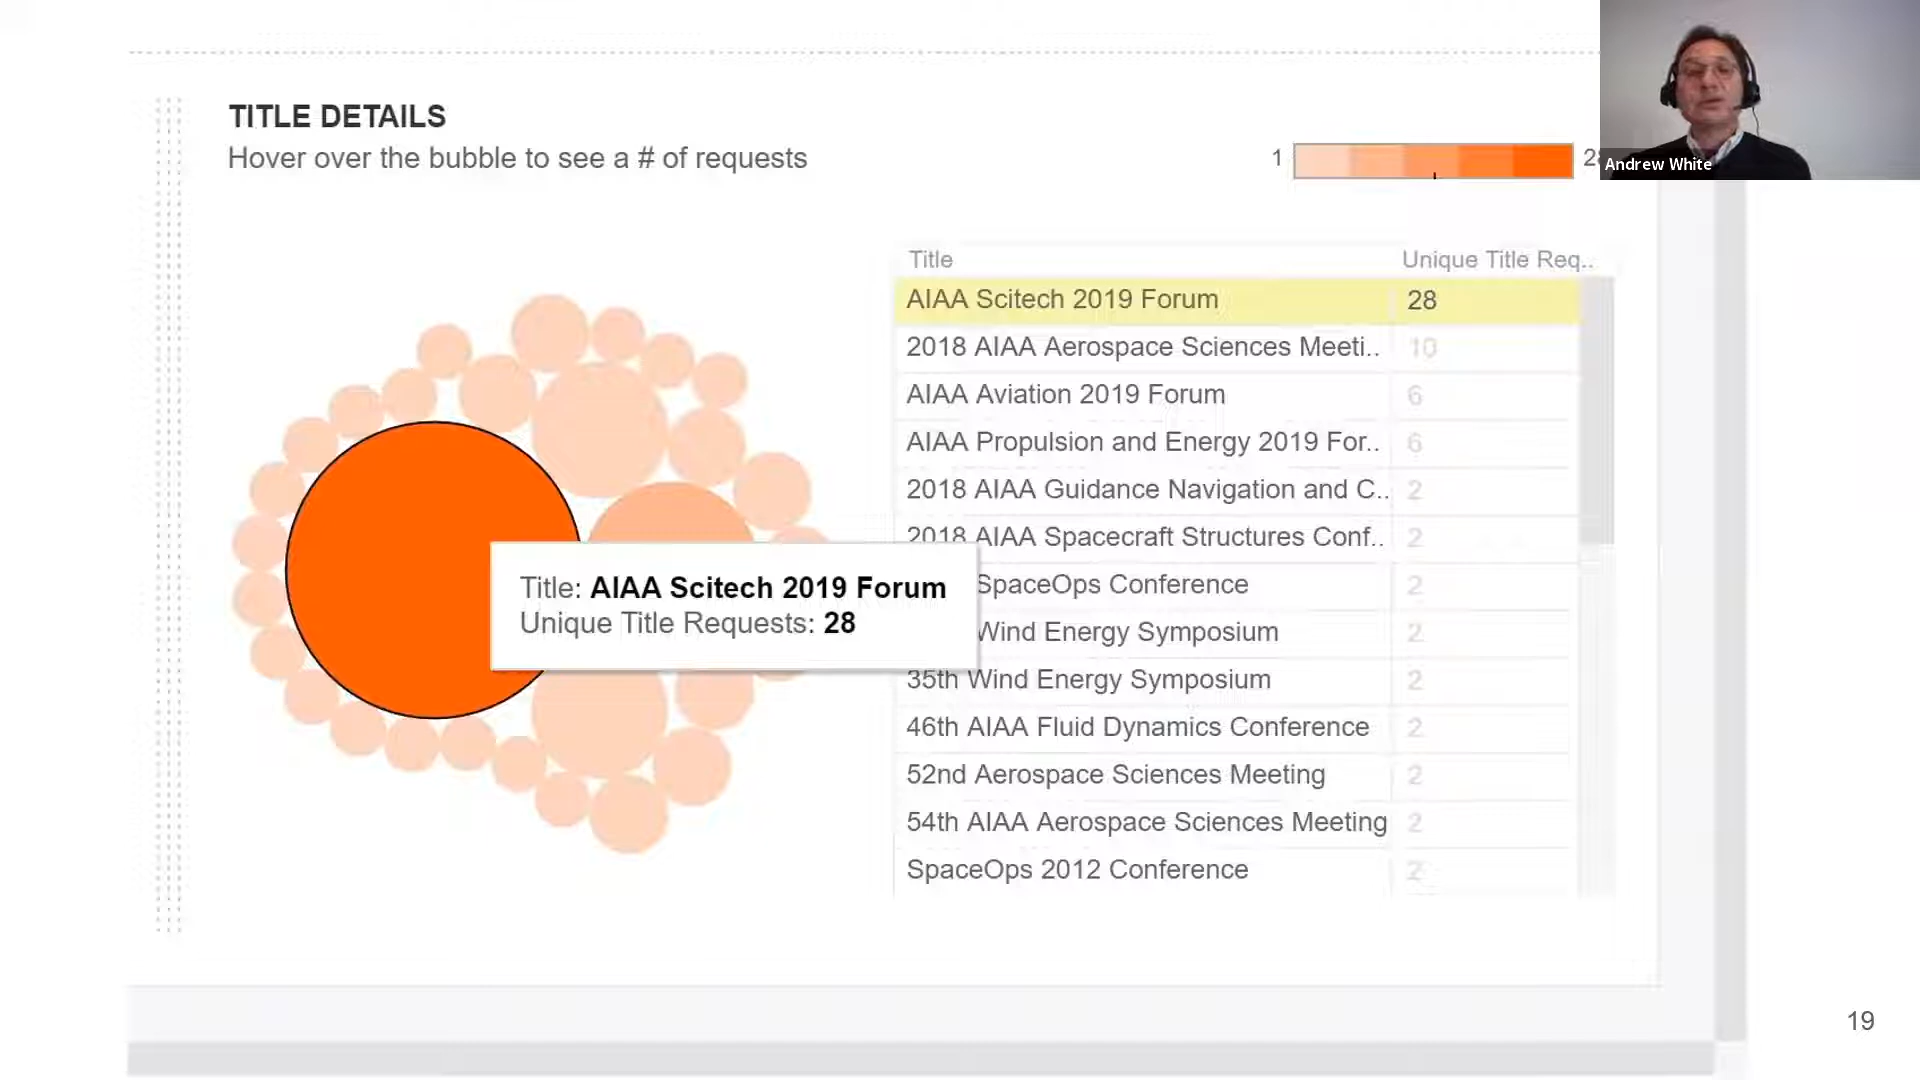 TITLE DETAILS
Hover over the bubble to see a # of requests
1
Andrew White
Title Unique Title Req..
AIAA Scitech 2019 Forum 28
2018 AIAA Aerospace Sciences Meeti.. 10
AIAA Aviation 2019 Forum 6
AIAA Propulsion and Energy 2019 For.. 6
2018 AIAA Guidance Navigation and C.. 2
2018 AIAA Spacecraft Structures Conf.. 2
SpaceOps Conference 2
Wind Energy Symposium 2
35th Wind Energy Symposium 2
46th AIAA Fluid Dynamics Conference 2
52nd Aerospace Sciences Meeting 2
54th AIAA Aerospace Sciences Meeting 2
SpaceOps 2012 Conference 2
Title: AIAA Scitech 2019 Forum
Unique Title Requests: 28
19